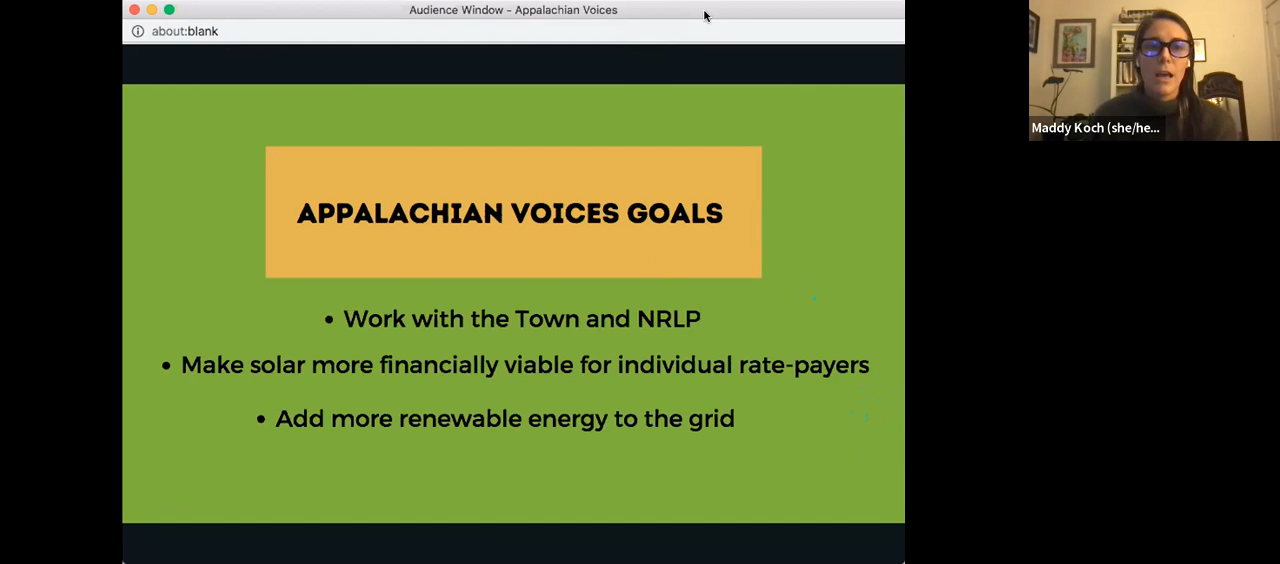 Audience Window - Appalachian Voices
about:blank
Maddy Koch (she/he...
APPALACHIAN VOICES GOALS
• Work with the Town and NRLP
• Make solar more financially viable for individual rate-payers
• Add more renewable energy to the grid